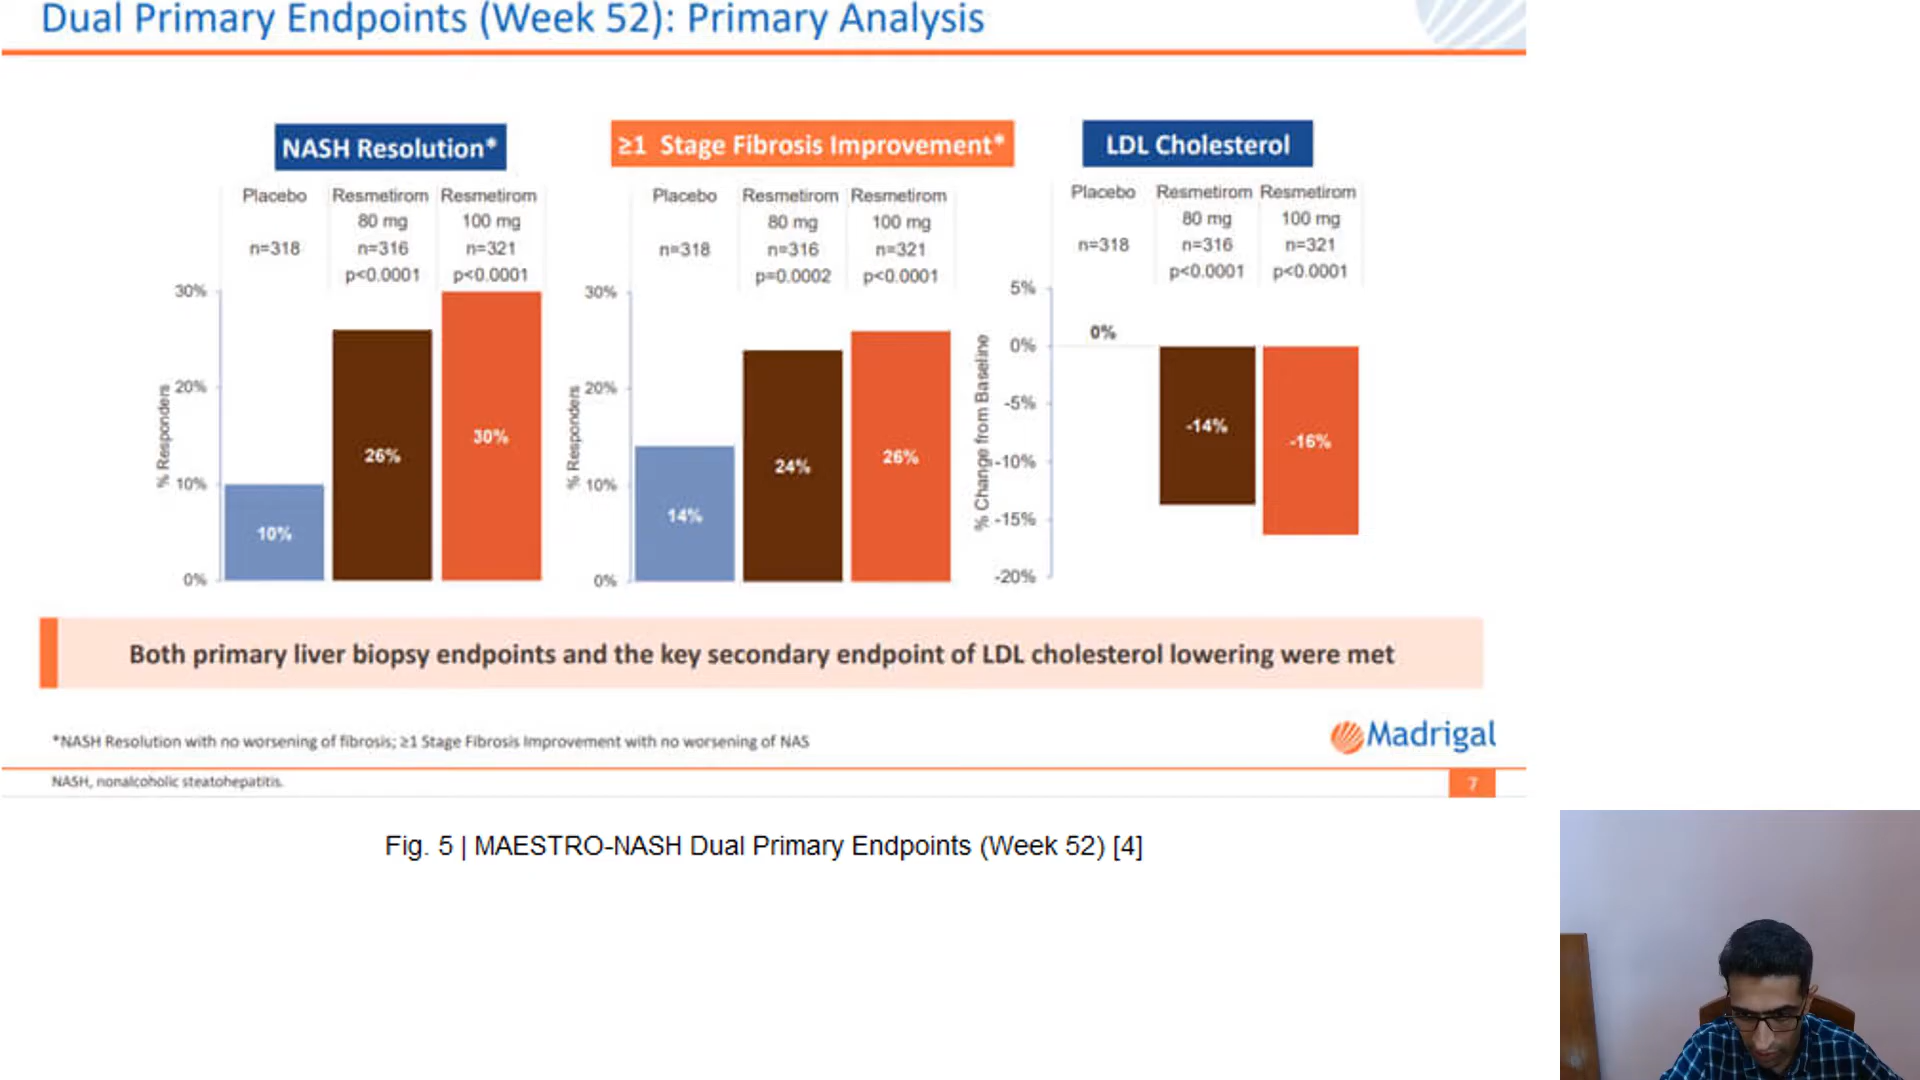 Dual Primary Endpoints (Week 52): Primary Analysis
NASH Resolution*
Placebo
n=318
Resmetirom
80 mg
n=316
p<0.0001
Resmetirom
100 mg
n=321
p<0.0001
% Responders
30%
20%
10%
0%
10%
26%
30%
≥1 Stage Fibrosis Improvement*
Placebo
n=318
Resmetirom
80 mg
n=316
p=0.0002
Resmetirom
100 mg
n=321
p<0.0001
% Responders
30%
20%
10%
0%
14%
24%
26%
LDL Cholesterol
Placebo
n=318
Resmetirom
80 mg
n=316
p<0.0001
Resmetirom
100 mg
n=321
p<0.0001
% Change from Baseline
5%
0%
-5%
-10%
-15%
-20%
0%
-14%
-16%
Both primary liver biopsy endpoints and the key secondary endpoint of LDL cholesterol lowering were met
*NASH Resolution with no worsening of fibrosis; ≥1 Stage Fibrosis Improvement with no worsening of NAS
Madrigal
NASH, nonalcoholic steatohepatitis.
7
Fig. 5 | MAESTRO-NASH Dual Primary Endpoints (Week 52) [4]